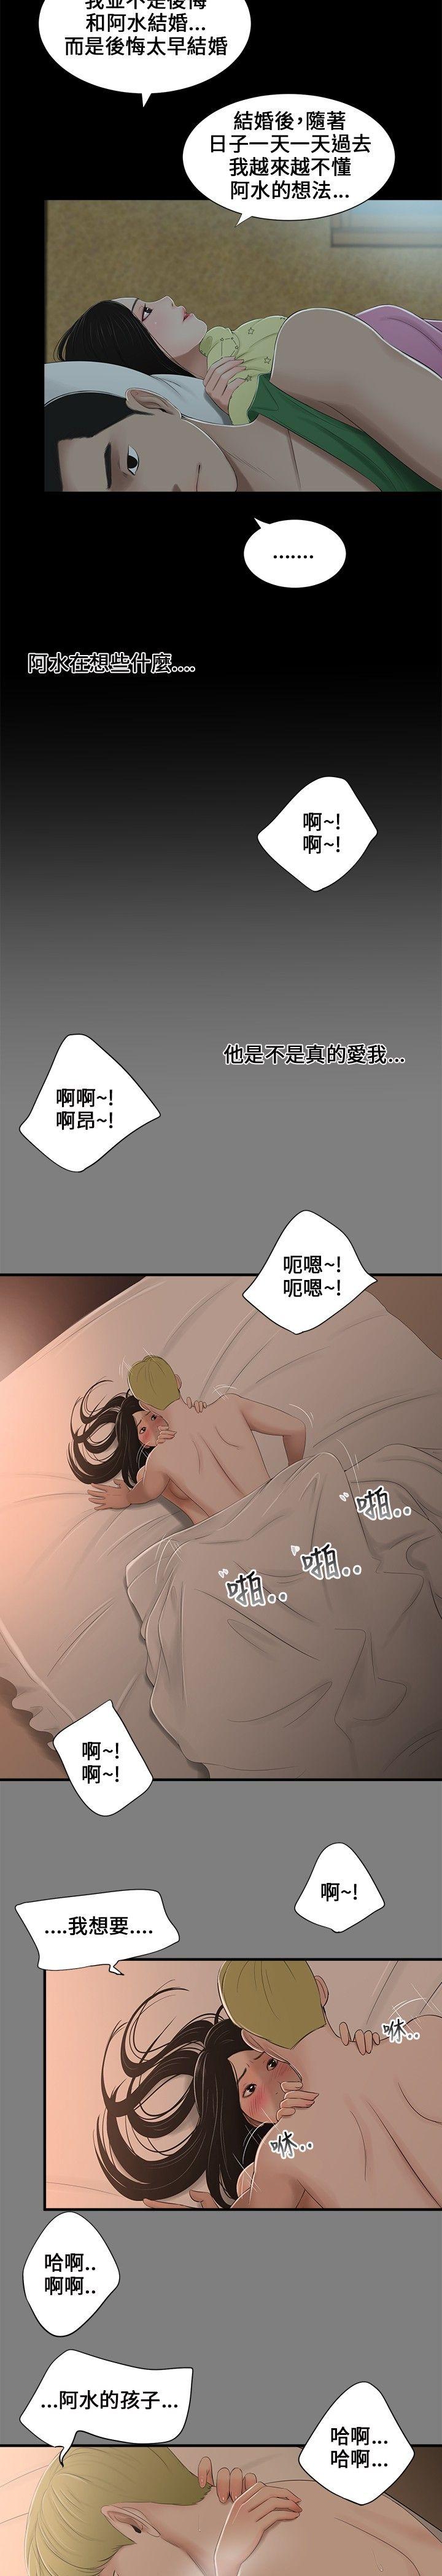 我並不是後悔
和阿水結婚...
而是後悔太早結婚
結婚後，隨著
日子一天一天過去
我越來越不懂
阿水的想法...
.......
阿水在想些什麼....
啊~!
啊~!
他是不是真的愛我...
啊啊~!
啊昂~!
呃嗯~!
呃嗯~!
啪..
啪..
啪..
啊~!
啊~!
啊~!
....我想要....
咻..
咻..
哈啊..
啊啊..
...阿水的孩子...
哈啊...
哈啊...